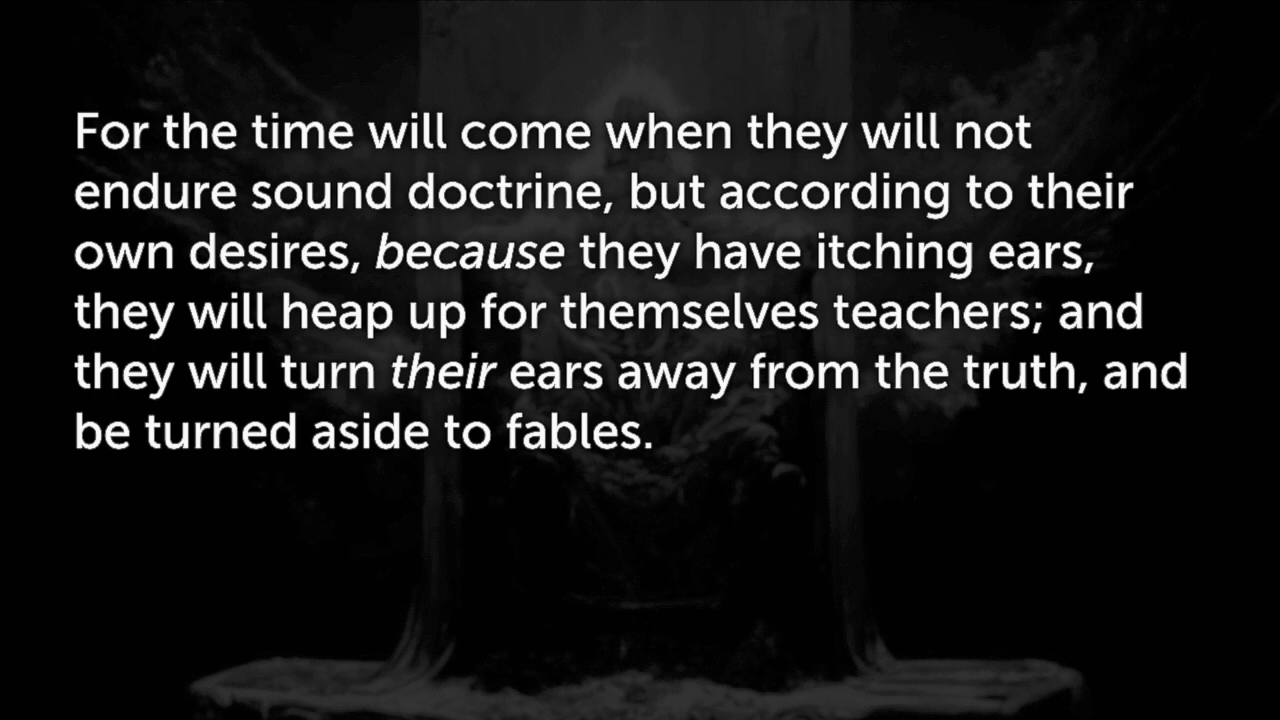 For the time will come when they will not
endure sound doctrine, but according to their
own desires, because they have itching ears,
they will heap up for themselves teachers; and
they will turn their ears away from the truth, and
be turned aside to fables.